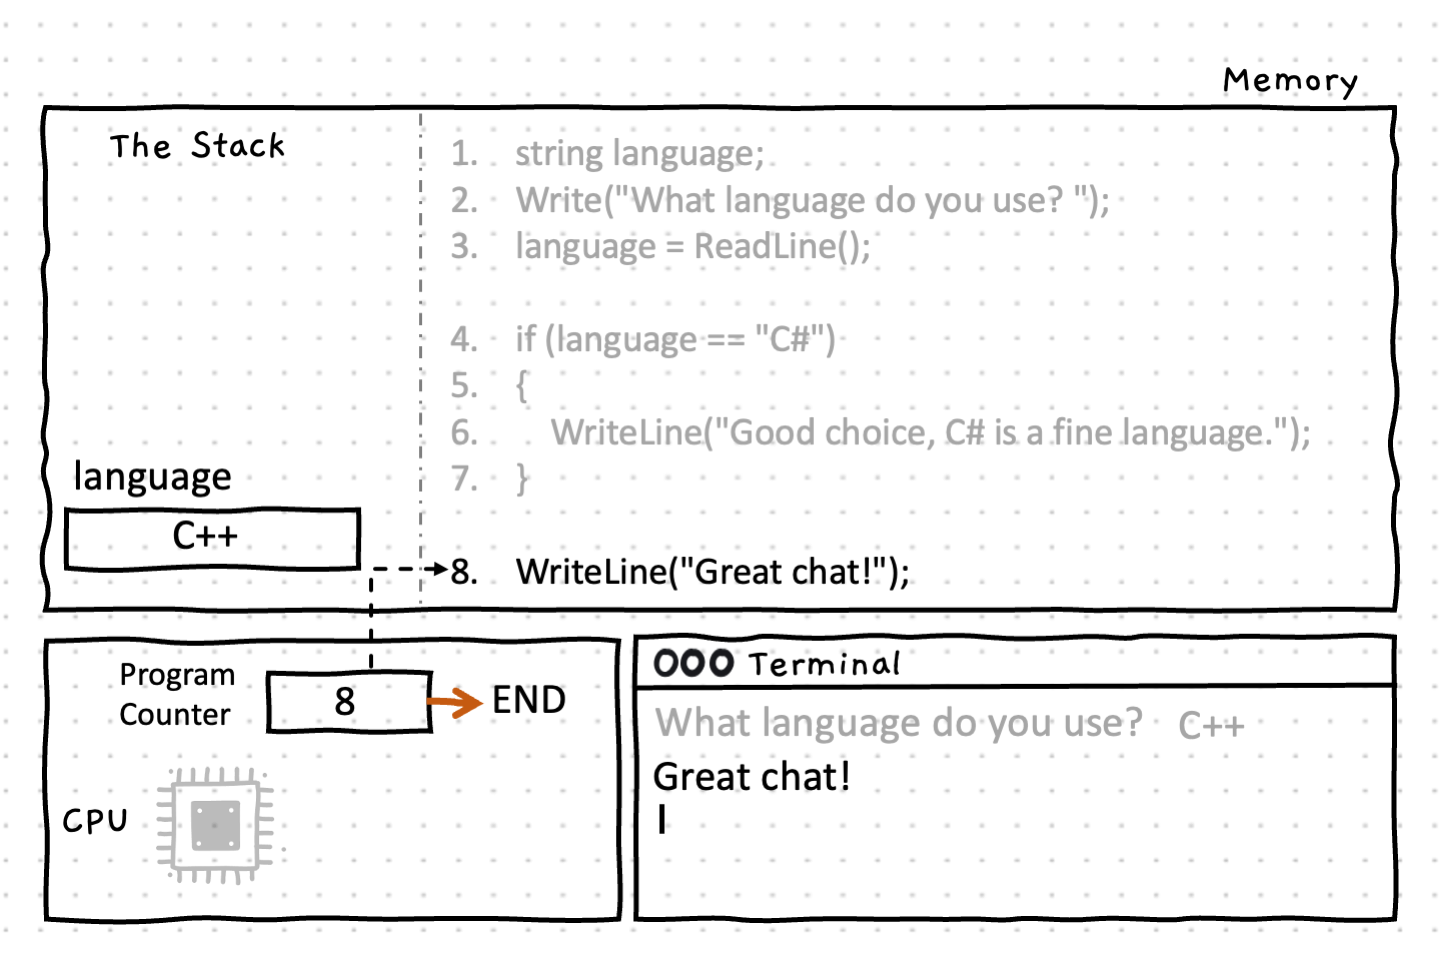 Memory
The Stack
1. string language;
2. Write("What language do you use? ");
3. language = ReadLine();
4. if (language == "C#")
5. {
6. WriteLine("Good choice, C# is a fine language.");
7. }
language
C++
8. WriteLine("Great chat!");
Program
Counter
8
END
CPU
Terminal
What language do you use? C++
Great chat!